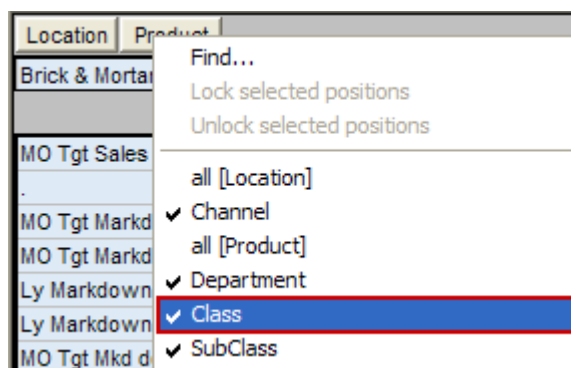 Location Product
Brick & Mortar
Find...
Lock selected positions
Unlock selected positions
MO Tgt Sales
.
MO Tgt Markd
MO Tgt Markd
Ly Markdown
Ly Markdown
MO Tgt Mkd d
all [Location]
Channel
all [Product]
Department
Class
SubClass